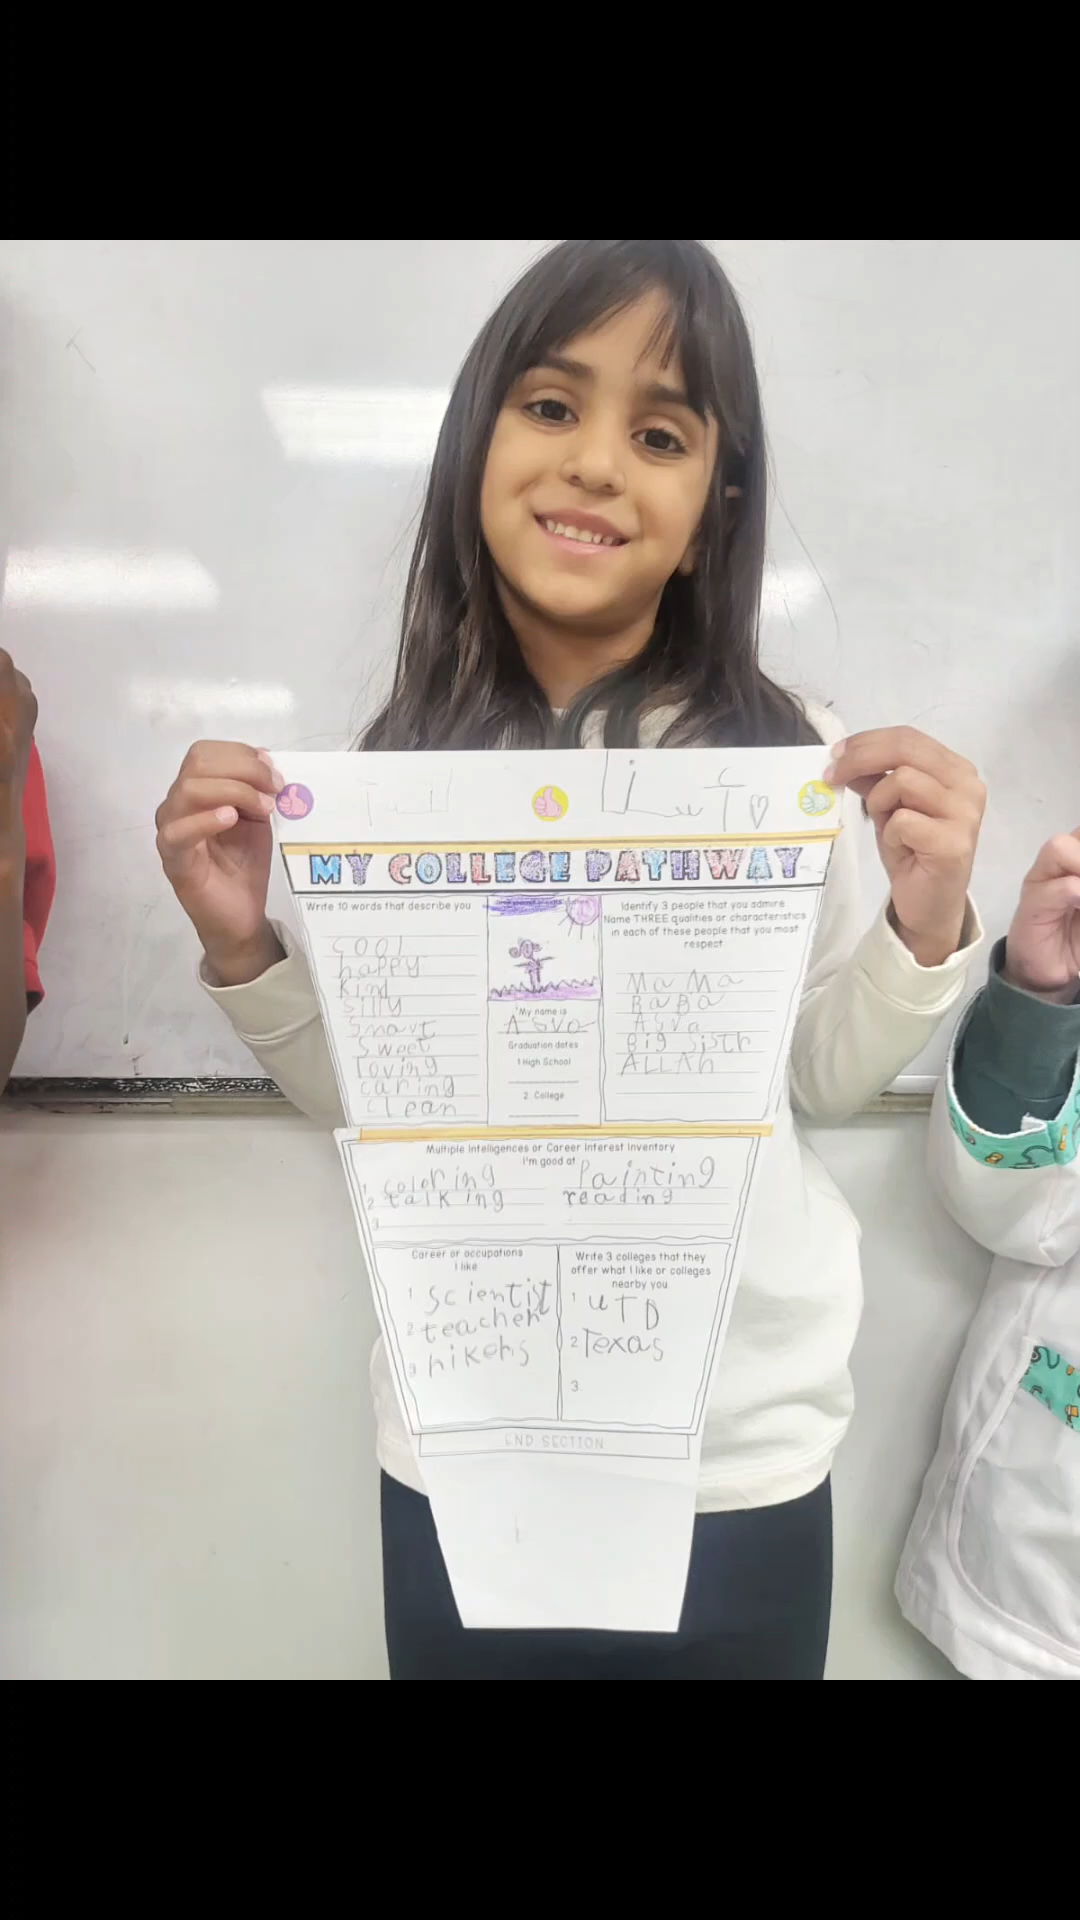 MY COLLEGE PATHWAY
Write 10 words that describe you
cool
happy
kind
silly
Smart
Sweet
loving
caring
clean
My name is
Asva
Graduation dates
1 High School
2. College
Identify 3 people that you admire
Name THREE qualities or characteristics
in each of these people that you most
respect
MaMa
BaBa
Asva
Big sistr
ALLAh
Multiple Intelligences or Career Interest Inventory
I'm good at
1 coloring Painting
2 talking reading
3
Career or occupations
I like
1 scientist
2 teacher
3
Write 3 colleges that they
offer what I like or colleges
nearby you.
1 UTD
2 Texas
3.
END SECTION